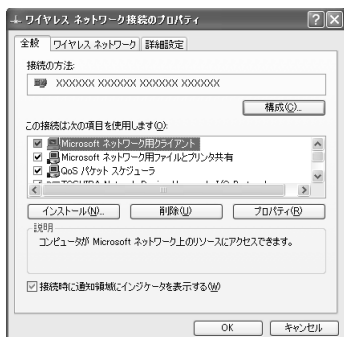 ワイヤレス ネットワーク接続のプロパティ
全般 ワイヤレス ネットワーク 詳細設定
接続の方法:
XXXXXX XXXXXX XXXXXX XXXXXX
構成(C)...
この接続は次の項目を使用します(O):
Microsoft ネットワーク用クライアント
Microsoft ネットワーク用ファイルとプリンタ共有
QoS パケット スケジューラ
インストール(N)... 削除(U) プロパティ(R)
説明
コンピュータが Microsoft ネットワーク上のリソースにアクセスできます。
接続時に通知領域にインジケータを表示する(W)
OK キャンセル